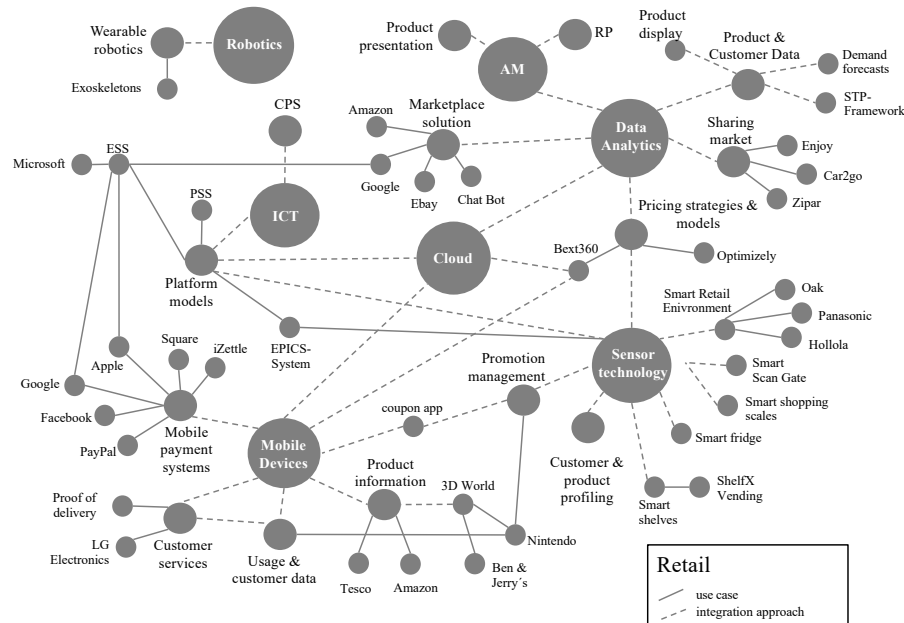 Wearable
robotics
Robotics
Exoskeletons
Product
presentation
AM
RP
Product
display
Product &
Customer Data
Demand
forecasts
STP-
Framework
CPS
Amazon
Marketplace
solution
Data
Analytics
Sharing
market
Enjoy
Car2go
Zipar
Microsoft
ESS
Google
Ebay
Chat Bot
PSS
ICT
Pricing strategies &
models
Bext360
Optimizely
Cloud
Platform
models
Smart Retail
Enivronment
Oak
Panasonic
Hollola
Square
iZettle
EPICS-
System
Apple
Google
Facebook
PayPal
Mobile
payment
systems
Promotion
management
Sensor
technology
Smart
Scan Gate
Smart shopping
scales
Smart fridge
coupon app
Mobile
Devices
Customer &
product
profiling
Product
information
3D World
ShelfX
Vending
Smart
shelves
Proof of
delivery
LG
Electronics
Customer
services
Usage &
customer data
Nintendo
Tesco
Amazon
Ben &
Jerry´s
Retail
use case
integration approach